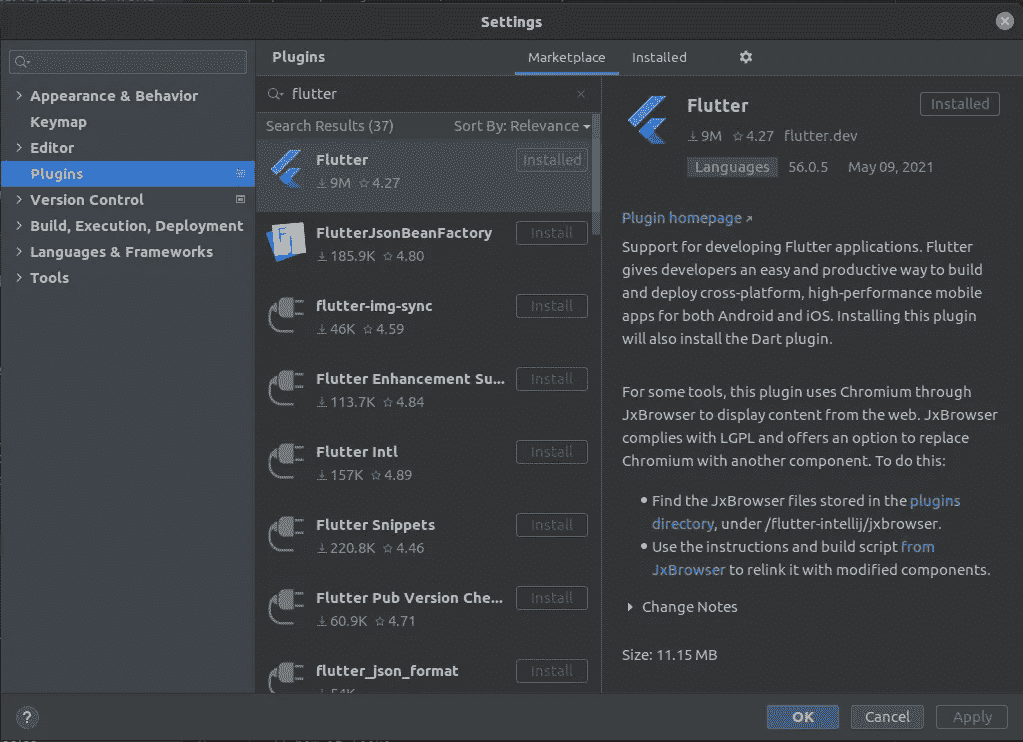 Settings
Appearance & Behavior
Keymap
Editor
Plugins
Version Control
Build, Execution, Deployment
Languages & Frameworks
Tools
Plugins
Marketplace
Installed
flutter
Search Results (37)
Sort By: Relevance
Flutter
Installed
9M 4.27
FlutterJsonBeanFactory
Install
185.9K 4.80
flutter-img-sync
Install
46K 4.59
Flutter Enhancement Su...
Install
113.7K 4.84
Flutter Intl
Install
157K 4.89
Flutter Snippets
Install
220.8K 4.46
Flutter Pub Version Che...
Install
60.9K 4.71
flutter_json_format
Install
Flutter
Installed
9M 4.27 flutter.dev
Languages 56.0.5 May 09, 2021
Plugin homepage
Support for developing Flutter applications. Flutter
gives developers an easy and productive way to build
and deploy cross-platform, high-performance mobile
apps for both Android and iOS. Installing this plugin
will also install the Dart plugin.
For some tools, this plugin uses Chromium through
JxBrowser to display content from the web. JxBrowser
complies with LGPL and offers an option to replace
Chromium with another component. To do this:
Find the JxBrowser files stored in the plugins
directory, under /flutter-intellij/jxbrowser.
Use the instructions and build script from
JxBrowser to relink it with modified components.
Change Notes
Size: 11.15 MB
?
OK
Cancel
Apply